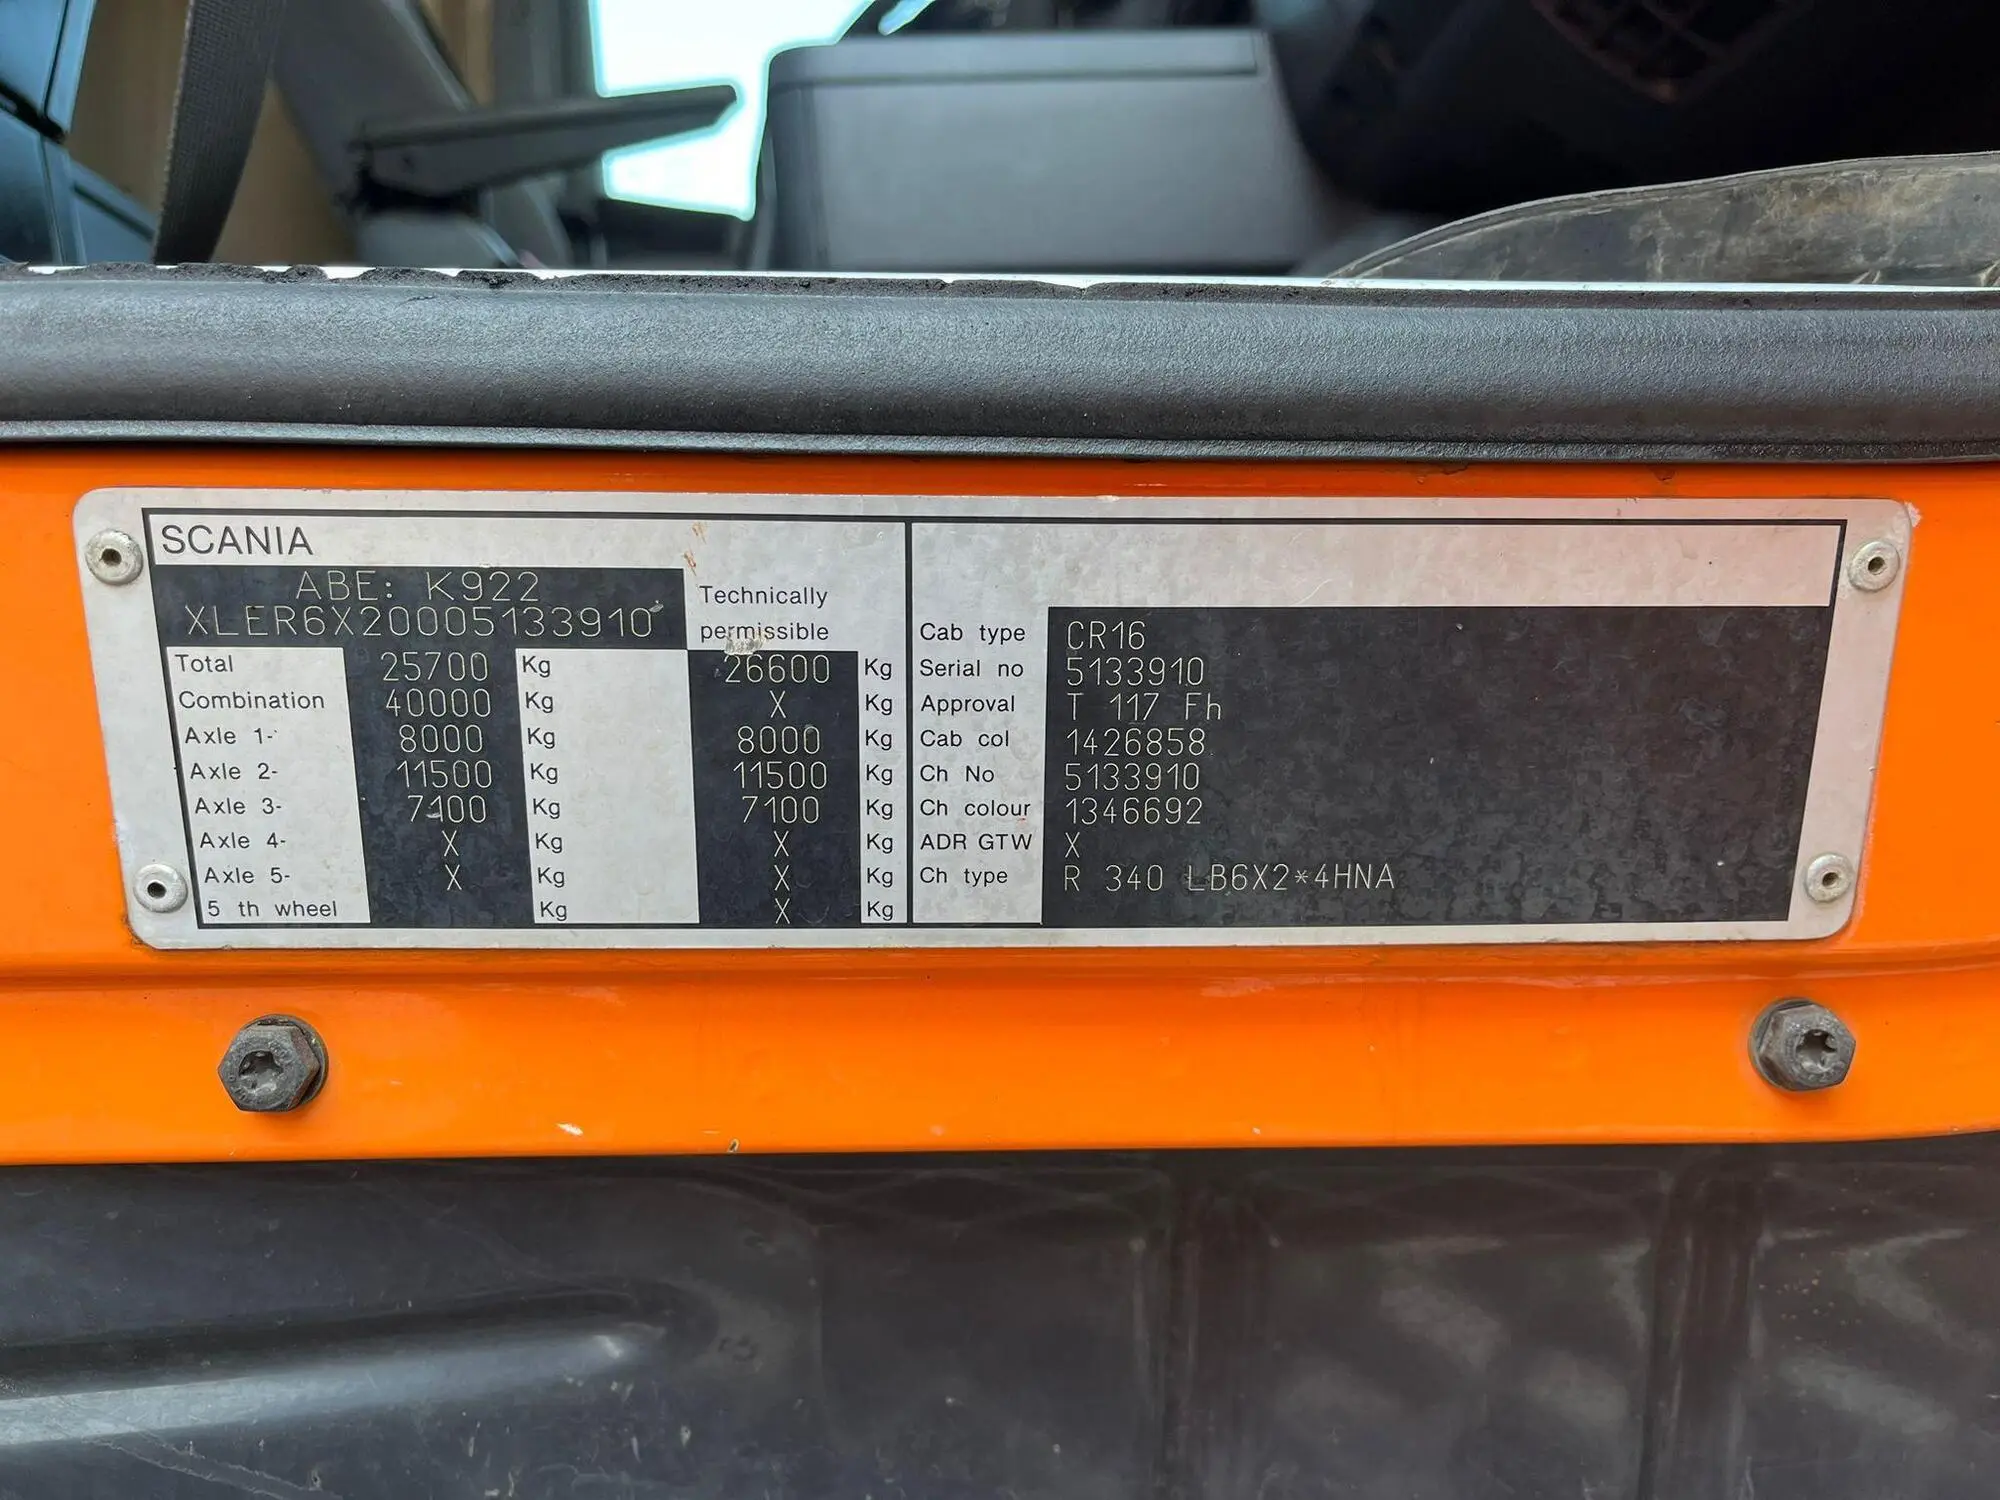 SCANIA
ABE: K922
XLER6X20005133910
Technically
permissible
Total 25700 Kg 26600 Kg
Combination 40000 Kg X Kg
Axle 1- 8000 Kg 8000 Kg
Axle 2- 11500 Kg 11500 Kg
Axle 3- 7100 Kg 7100 Kg
Axle 4- X Kg X Kg
Axle 5- X Kg X Kg
5 th wheel Kg X Kg
Cab type CR16
Serial no 5133910
Approval T 117 Fh
Cab col 1426858
Ch No 5133910
Ch colour 1346692
ADR GTW X
Ch type R 340 LB6X2*4HNA